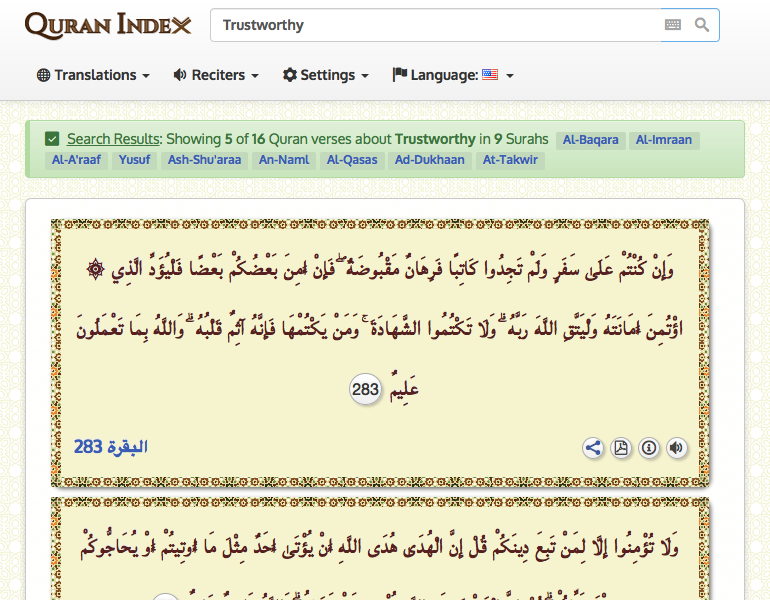 QURAN INDEX
Trustworthy
Translations
Reciters
Settings
Language:
Search Results: Showing 5 of 16 Quran verses about Trustworthy in 9 Surahs Al-Baqara Al-Imraan
Al-A'raaf Yusuf Ash-Shu'araa An-Naml Al-Qasas Ad-Dukhaan At-Takwir
۞ وَإِنْ كُنْتُمْ عَلَىٰ سَفَرٍ وَلَمْ تَجِدُوا كَاتِبًا فَرِهَانٌ مَقْبُوضَةٌ ۖ فَإِنْ أَمِنَ بَعْضُكُمْ بَعْضًا فَلْيُؤَدِّ الَّذِي
اؤْتُمِنَ أَمَانَتَهُ وَلْيَتَّقِ اللَّهَ رَبَّهُ ۗ وَلَا تَكْتُمُوا الشَّهَادَةَ ۚ وَمَنْ يَكْتُمْهَا فَإِنَّهُ آثِمٌ قَلْبُهُ ۗ وَاللَّهُ بِمَا تَعْمَلُونَ
عَلِيمٌ 283
البقرة 283
وَلَا تُؤْمِنُوا إِلَّا لِمَنْ تَبِعَ دِينَكُمْ قُلْ إِنَّ الْهُدَىٰ هُدَى اللَّهِ أَنْ يُؤْتَىٰ أَحَدٌ مِثْلَ مَا أُوتِيتُمْ أَوْ يُحَاجُّوكُمْ